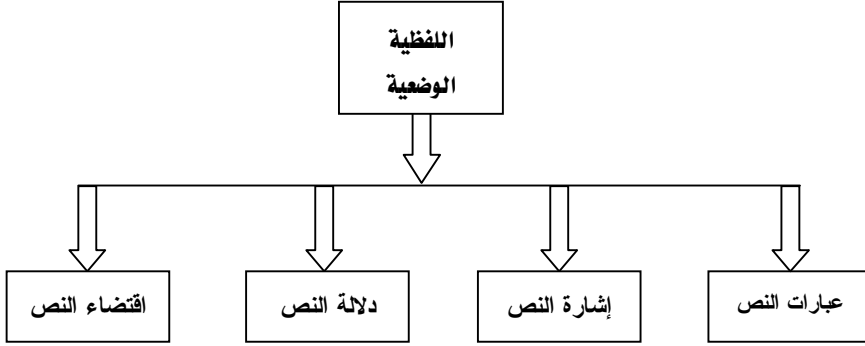 اللفظية
الوضعية
عبارات النص
إشارة النص
دلالة النص
اقتضاء النص